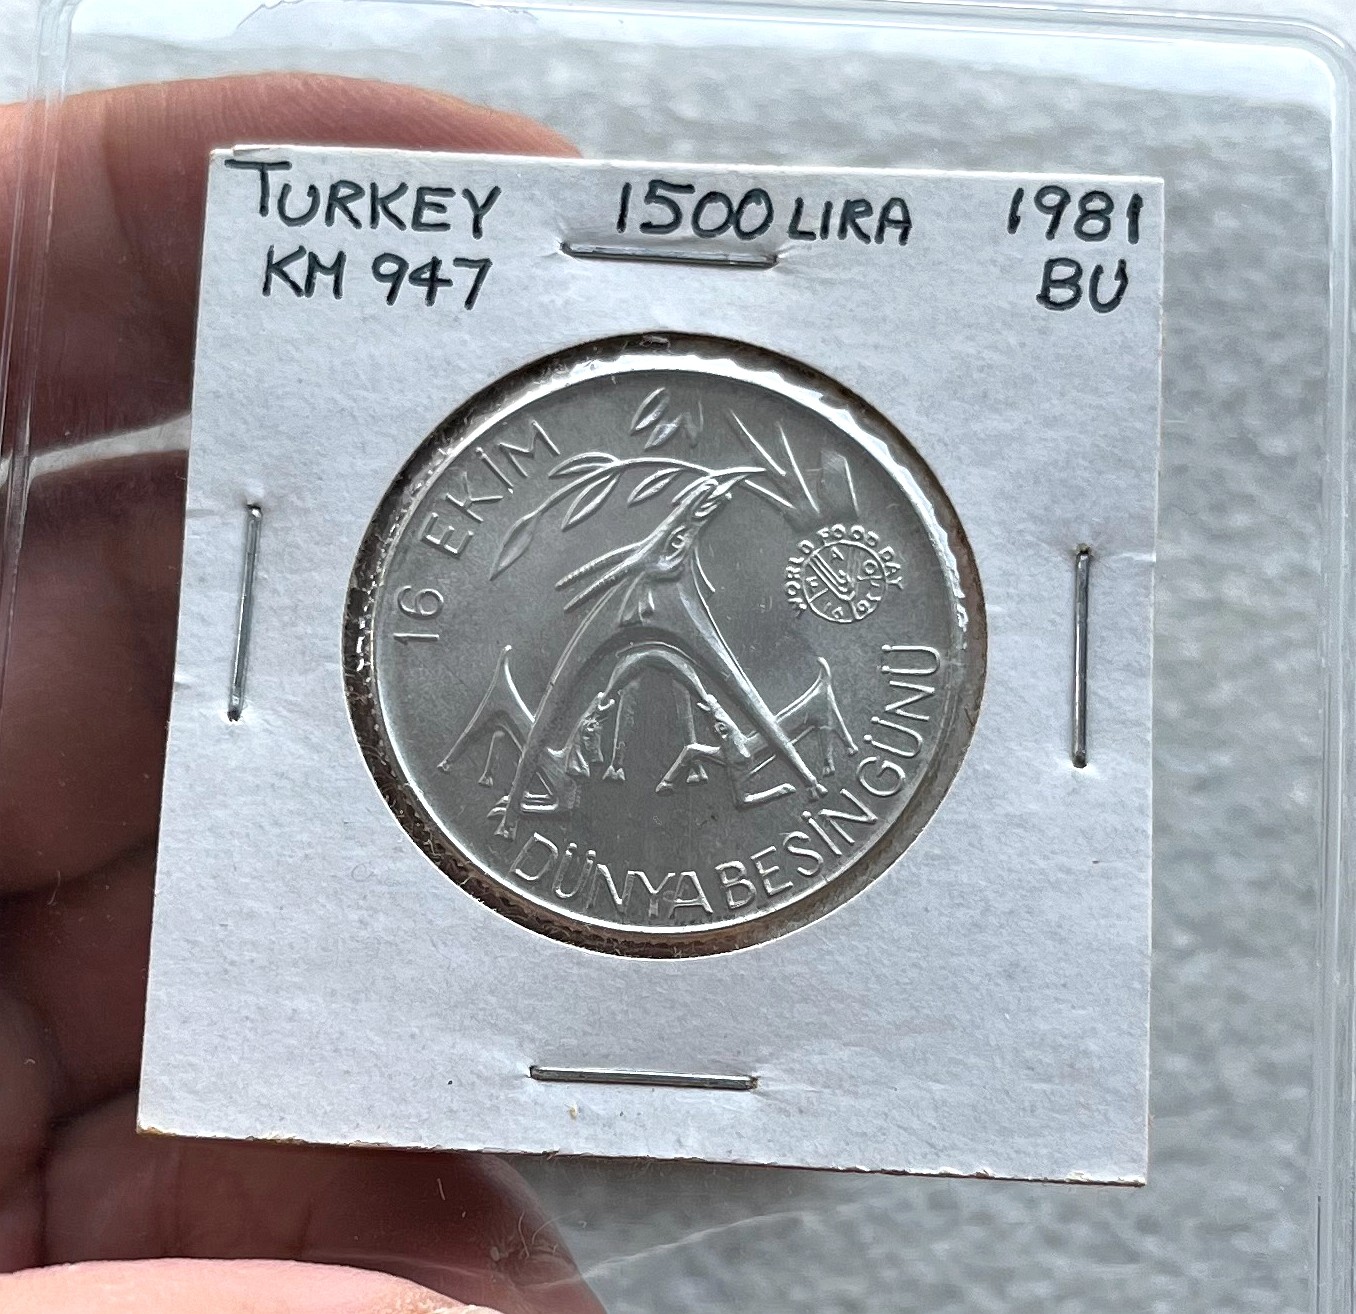 TURKEY 1500 LIRA 1981
KM 947 BU
16 EKİM
WORLD FOOD DAY
DÜNYA BESİN GÜNÜ